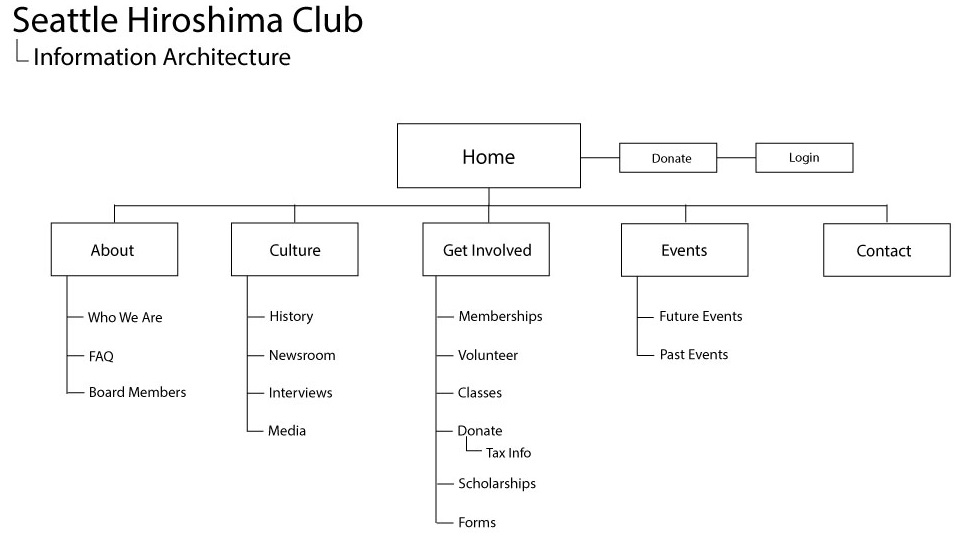 Seattle Hiroshima Club
Information Architecture
Home
Donate
Login
About
Culture
Get Involved
Events
Contact
Who We Are
FAQ
Board Members
History
Newsroom
Interviews
Media
Memberships
Volunteer
Classes
Donate
Tax Info
Scholarships
Forms
Future Events
Past Events